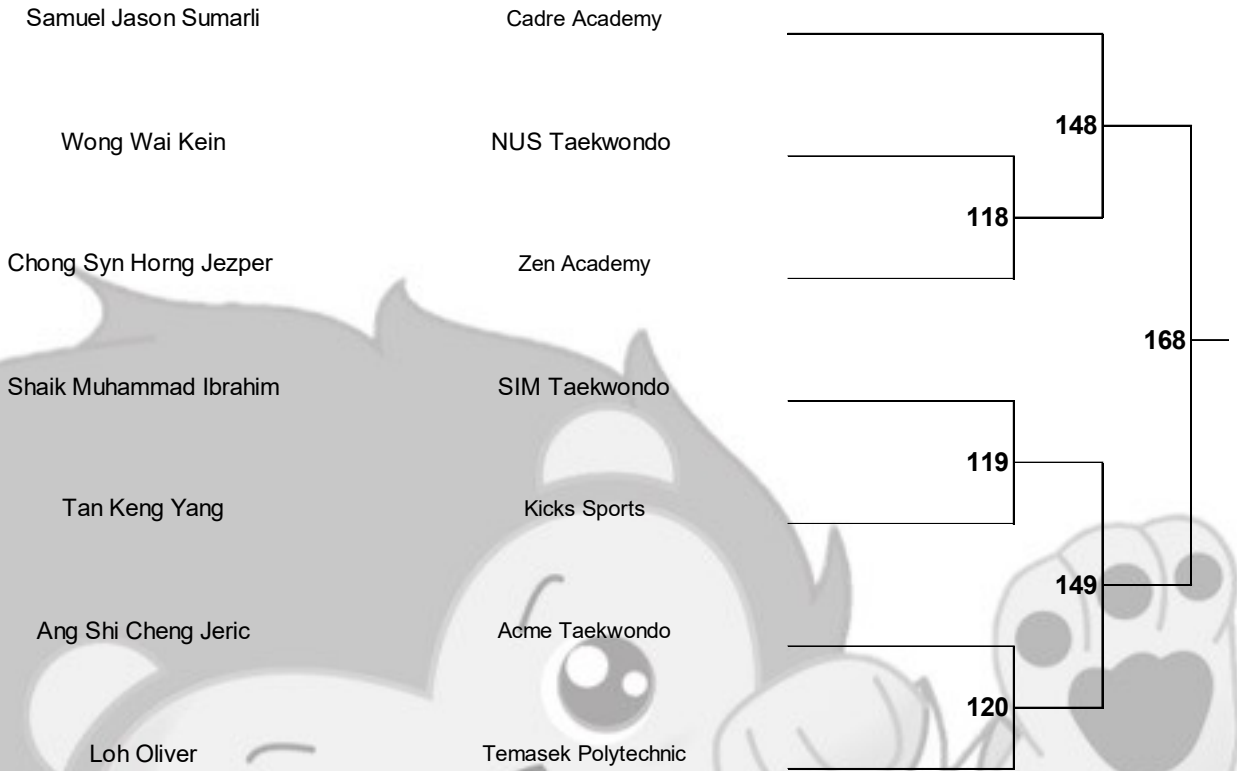 Samuel Jason Sumarli Cadre Academy
148
Wong Wai Kein NUS Taekwondo
118
Chong Syn Horng Jezper Zen Academy
168
Shaik Muhammad Ibrahim SIM Taekwondo
119
Tan Keng Yang Kicks Sports
149
Ang Shi Cheng Jeric Acme Taekwondo
120
Loh Oliver Temasek Polytechnic